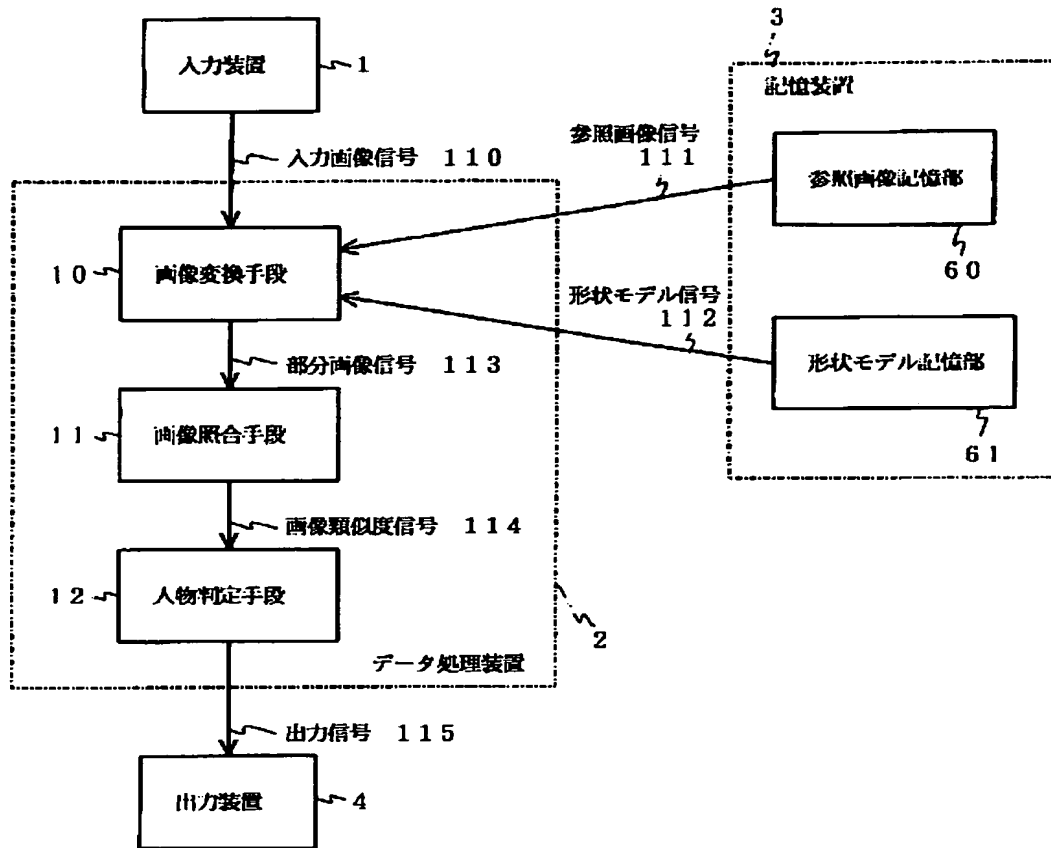 3
入力装置
1
記憶装置
参照画像信号
111
入力画像信号 110
参照画像記憶部
60
10
画像変換手段
形状モデル信号
112
部分画像信号 113
形状モデル記憶部
61
11
画像照合手段
画像類似度信号 114
12
人物判定手段
2
データ処理装置
出力信号 115
出力装置
4